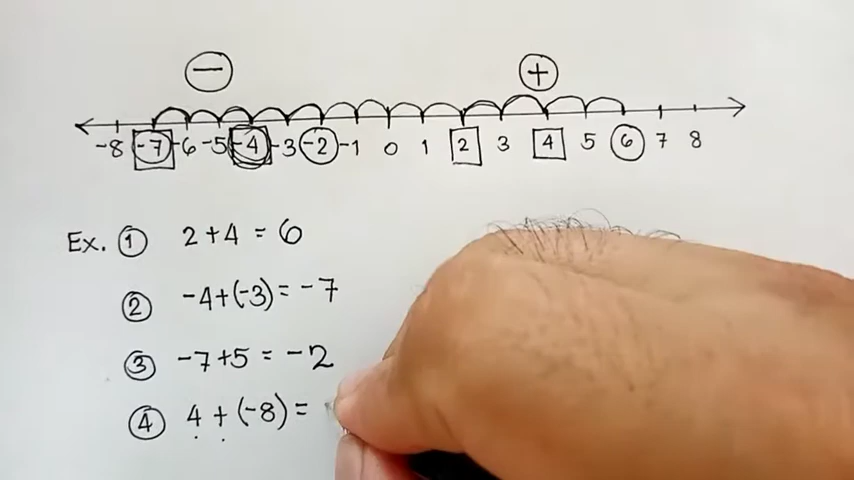 − +
-8 -7 -6 -5 -4 -3 -2 -1 0 1 2 3 4 5 6 7 8
Ex. ① 2+4 = 6
② -4+(-3) = -7
③ -7+5 = -2
④ 4 + (-8) =